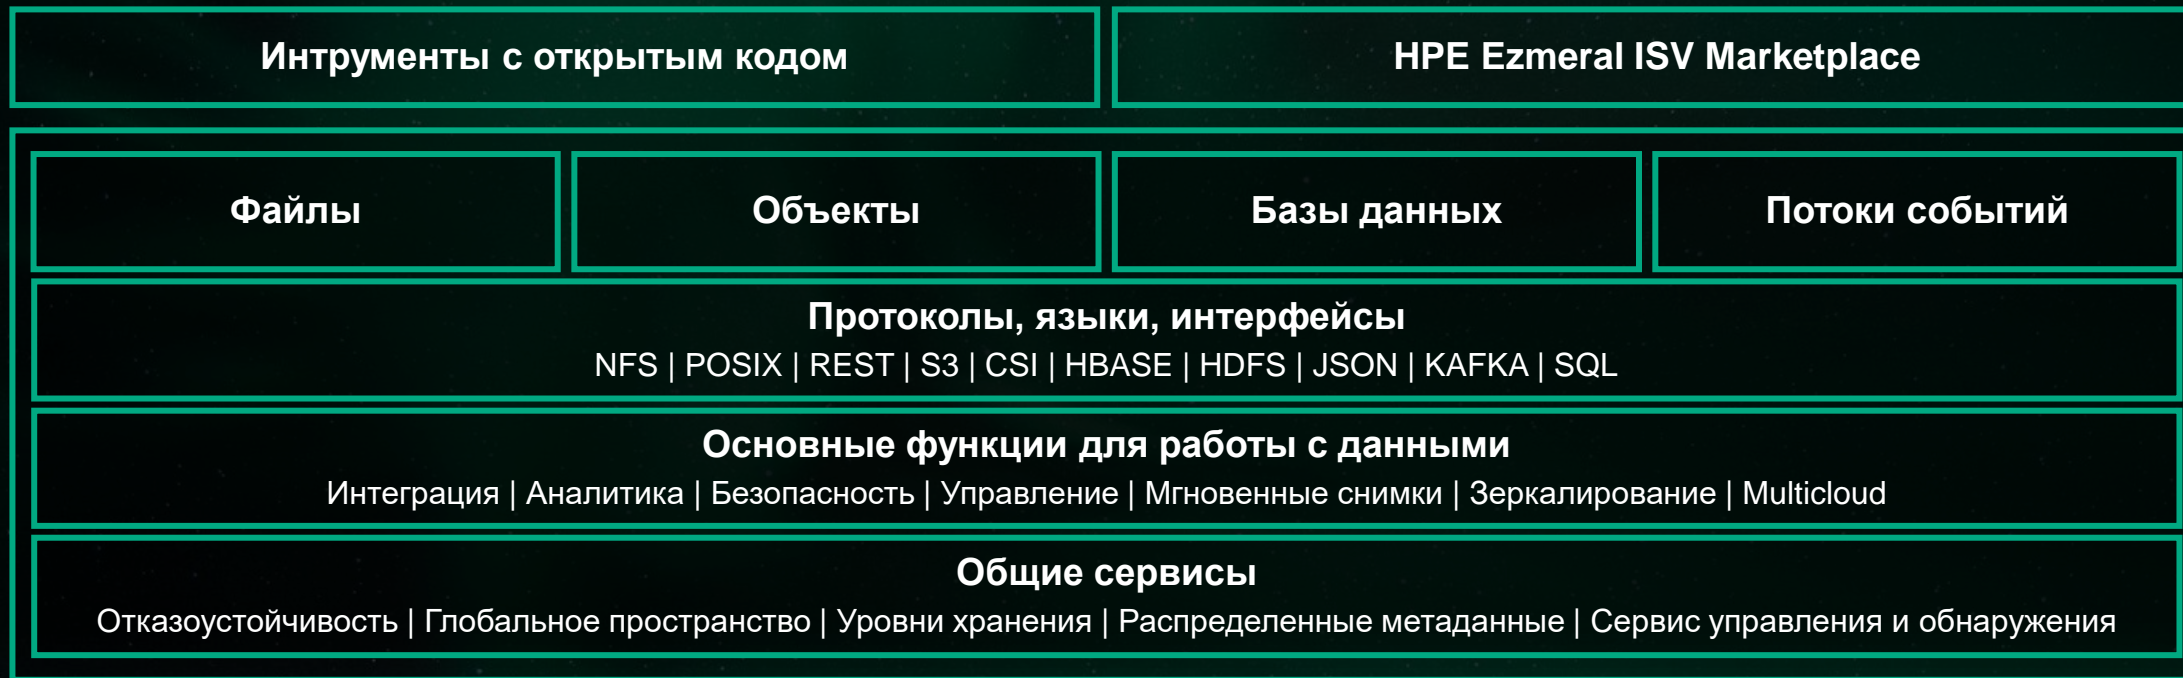 Интрументы с открытым кодом
HPE Ezmeral ISV Marketplace
Файлы
Объекты
Базы данных
Потоки событий
Протоколы, языки, интерфейсы
NFS | POSIX | REST | S3 | CSI | HBASE | HDFS | JSON | KAFKA | SQL
Основные функции для работы с данными
Интеграция | Аналитика | Безопасность | Управление | Мгновенные снимки | Зеркалирование | Multicloud
Общие сервисы
Отказоустойчивость | Глобальное пространство | Уровни хранения | Распределенные метаданные | Сервис управления и обнаружения